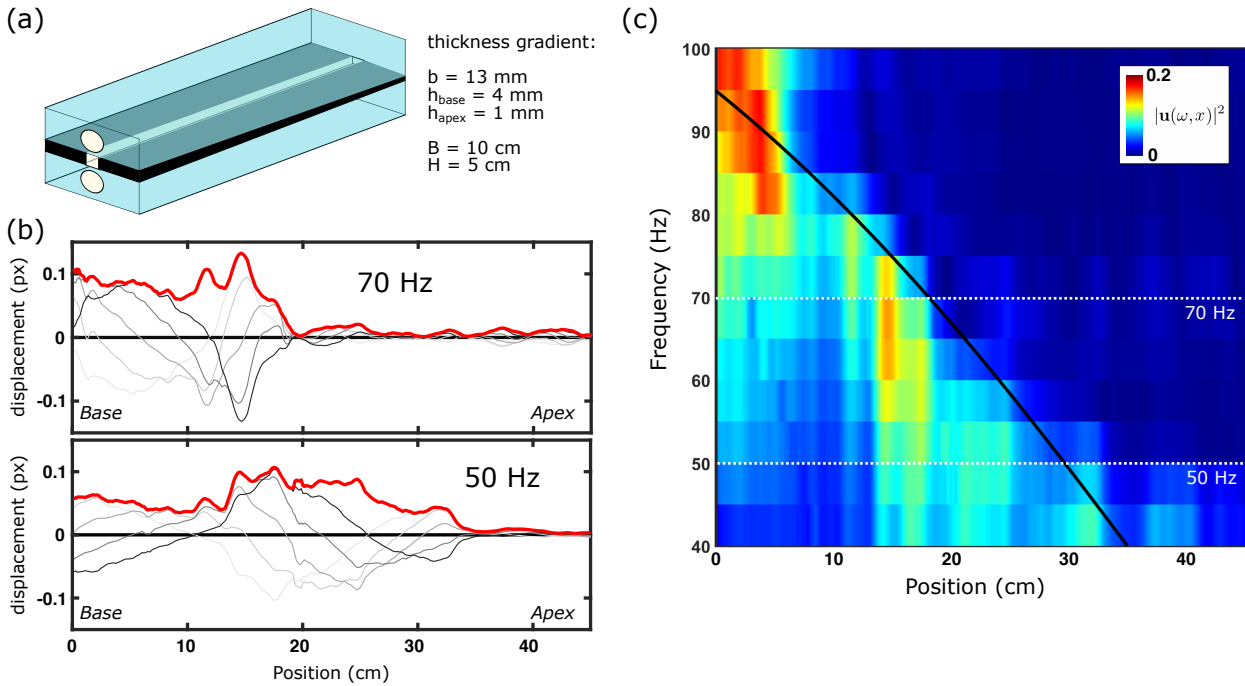 (a)
thickness gradient:
b = 13 mm
h_base = 4 mm
h_apex = 1 mm
B = 10 cm
H = 5 cm
(b)
displacement (px)
0.1
0
-0.1
70 Hz
Base
Apex
displacement (px)
0.1
0
-0.1
50 Hz
Base
Apex
0
10
20
30
40
Position (cm)
(c)
Frequency (Hz)
100
90
80
70
60
50
40
0.2
0
|u(ω,x)|²
70 Hz
50 Hz
0
10
20
30
40
Position (cm)